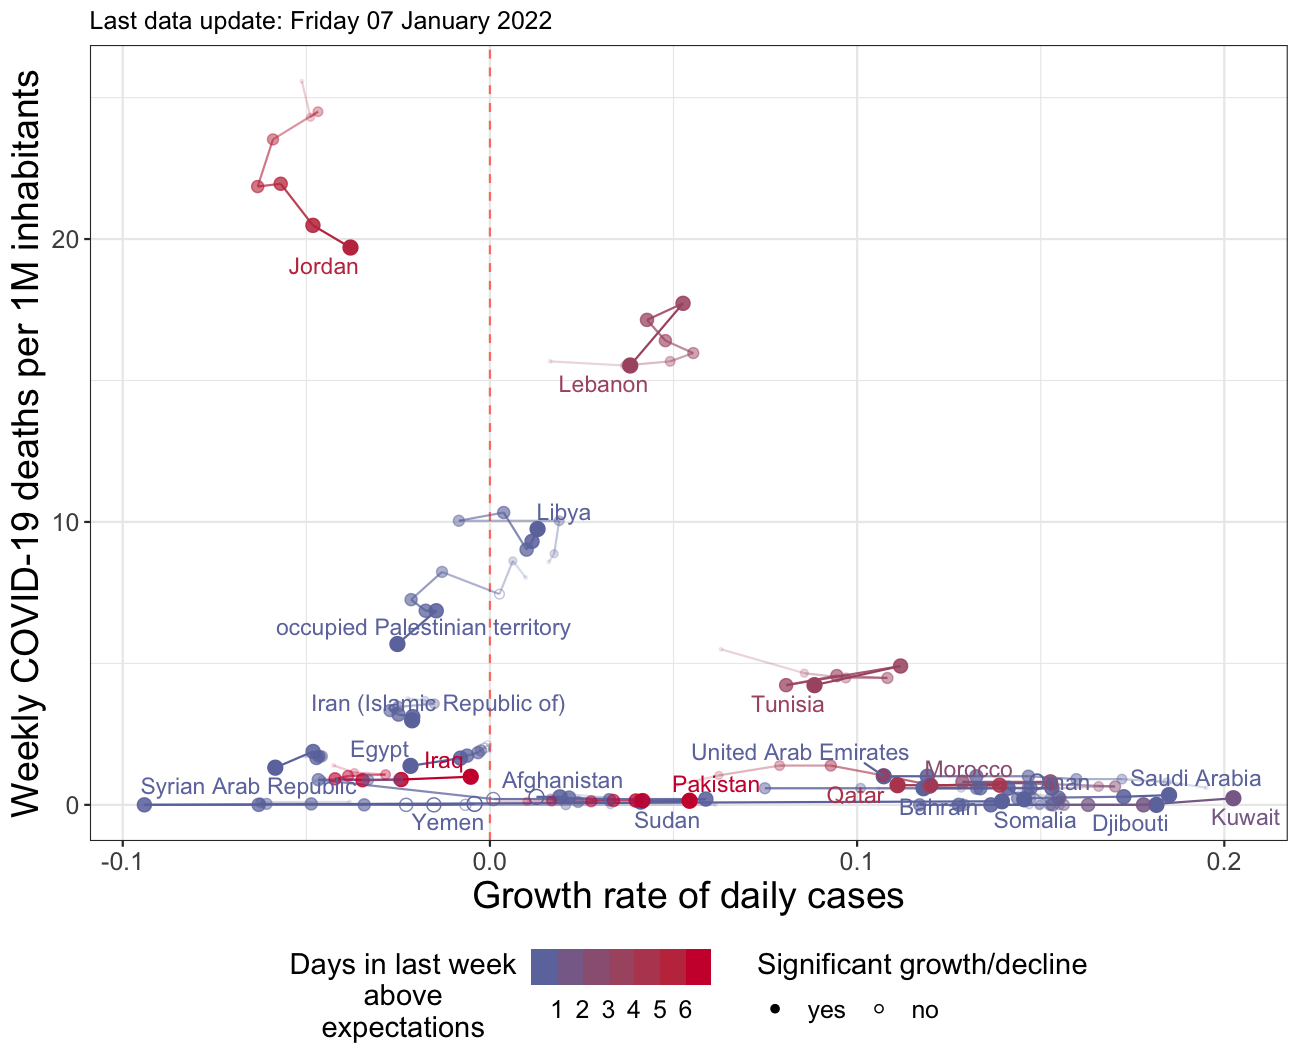 Last data update: Friday 07 January 2022
Weekly COVID-19 deaths per 1M inhabitants
20
10
0
Jordan
Lebanon
Libya
occupied Palestinian territory
Iran (Islamic Republic of)
Tunisia
Egypt
Iraq
United Arab Emirates
Morocco
Syrian Arab Republic
Afghanistan
Pakistan
Saudi Arabia
Qatar
Bahrain
Yemen
Sudan
Somalia
Djibouti
Kuwait
-0.1
0.0
0.1
0.2
Growth rate of daily cases
Days in last week
above
expectations
1 2 3 4 5 6
Significant growth/decline
yes
no